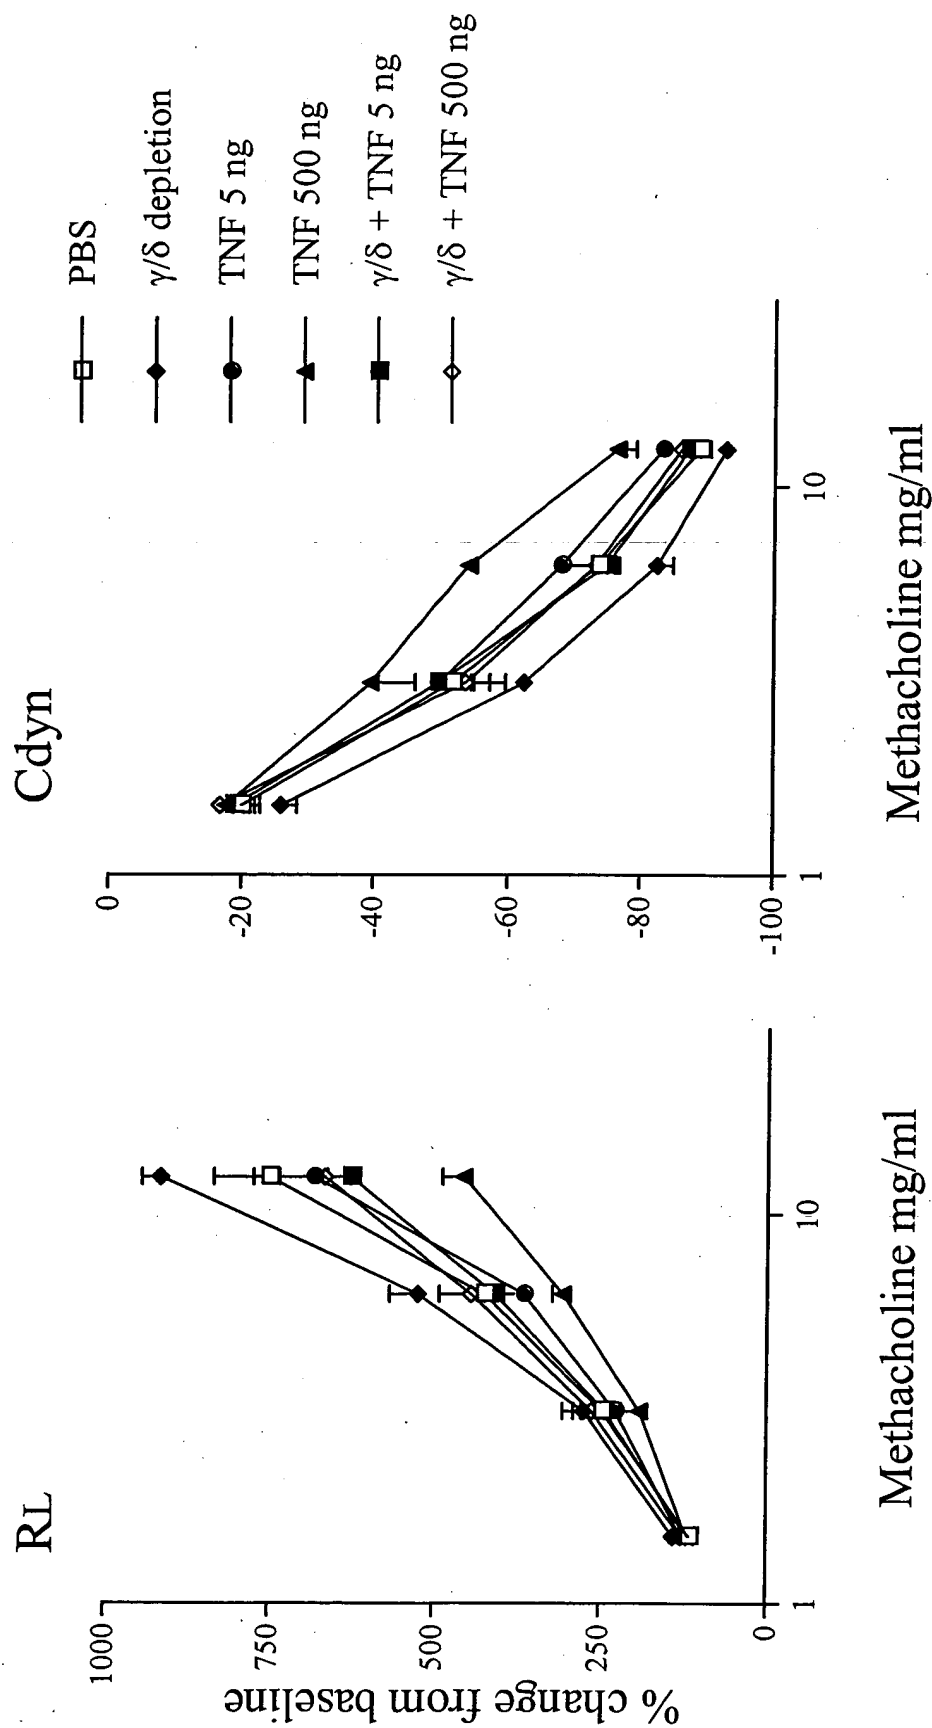 RL
% change from baseline
1000
750
500
250
0
1
10
Methacholine mg/ml
Cdyn
0
-20
-40
-60
-80
-100
1
10
Methacholine mg/ml
PBS
γ/δ depletion
TNF 5 ng
TNF 500 ng
γ/δ + TNF 5 ng
γ/δ + TNF 500 ng